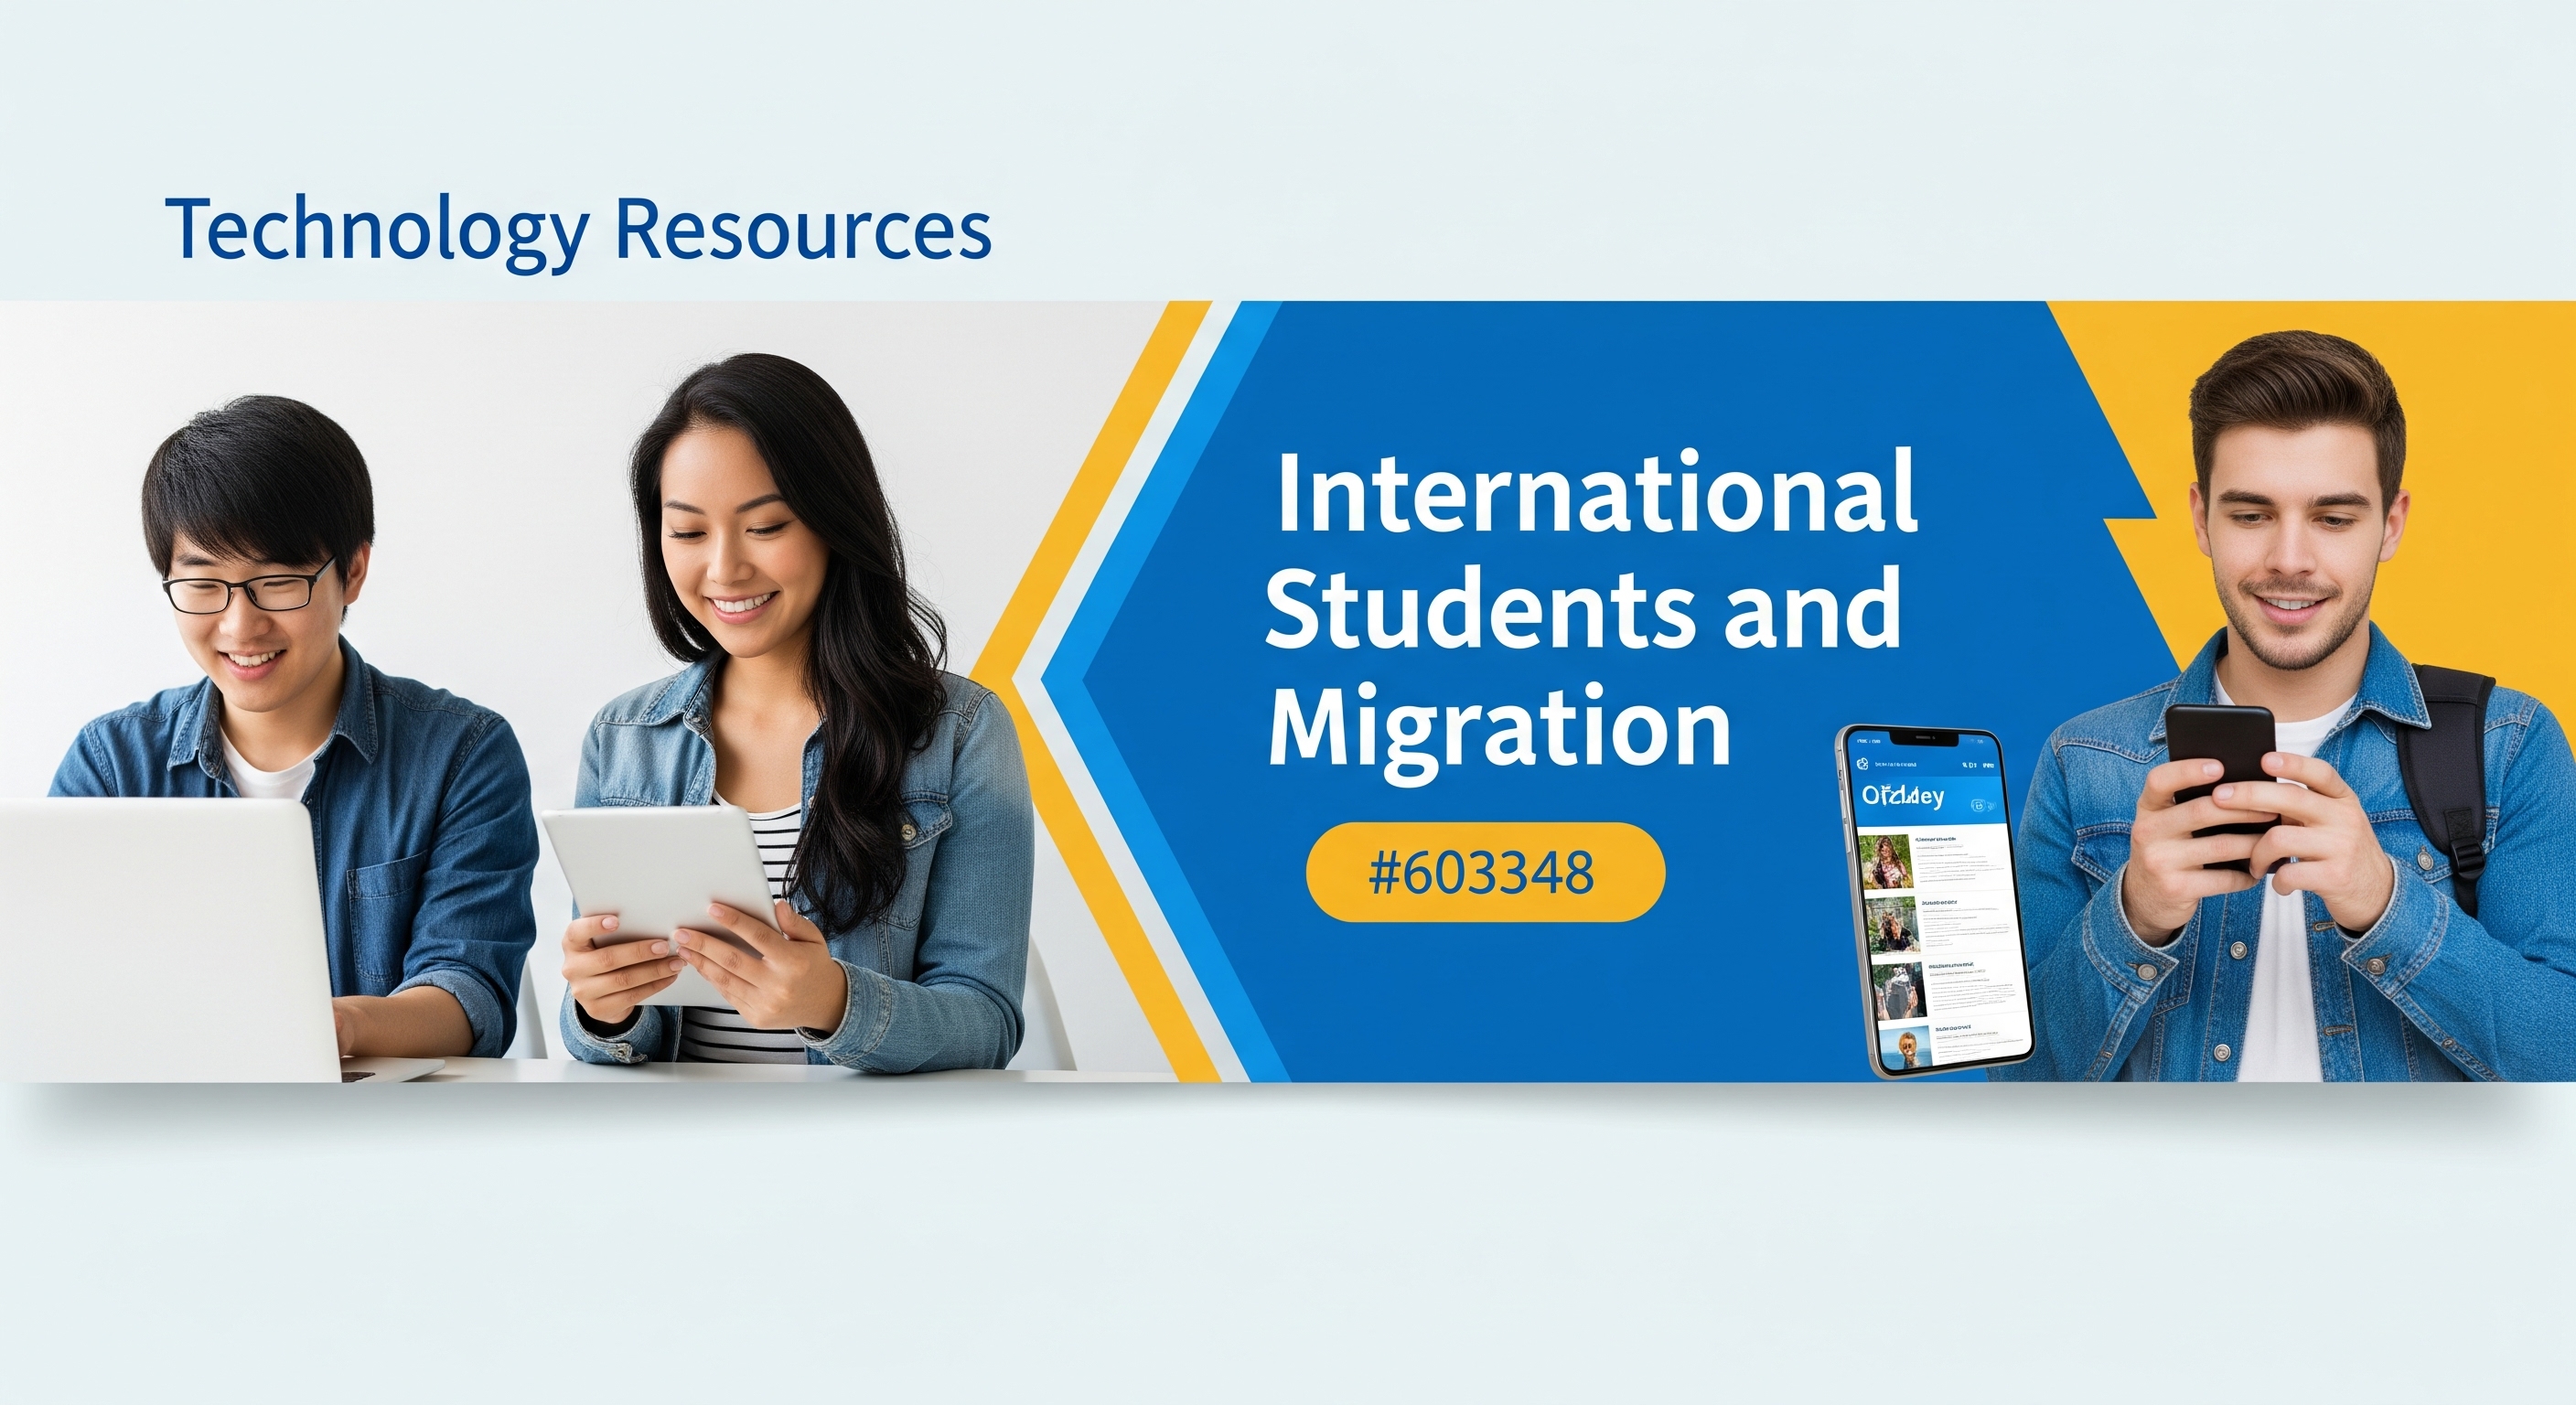 Technology Resources
International
Students and
Migration
#603348